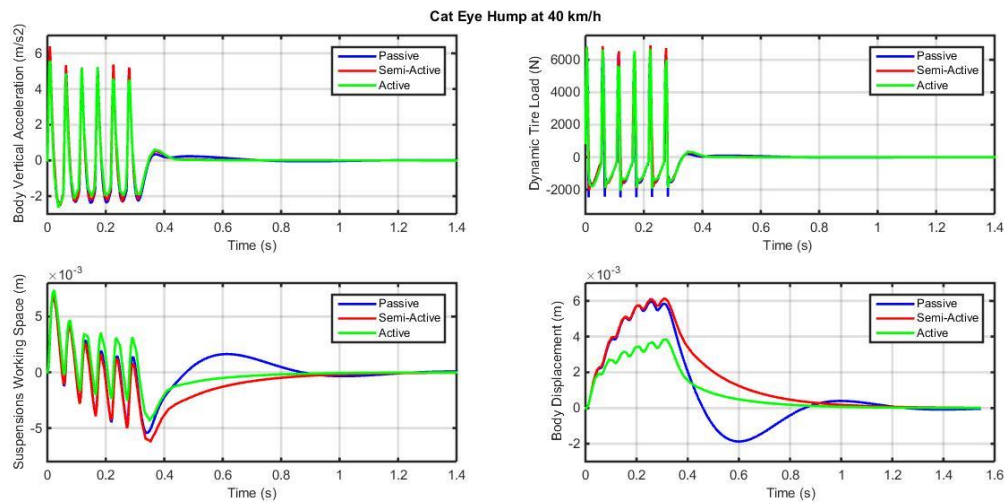 Cat Eye Hump at 40 km/h
Body Vertical Acceleration (m/s2)
6
4
2
0
-2
0 0.2 0.4 0.6 0.8 1 1.2 1.4
Time (s)
Passive
Semi-Active
Active
Dynamic Tire Load (N)
6000
4000
2000
0
-2000
0 0.2 0.4 0.6 0.8 1 1.2 1.4
Time (s)
Passive
Semi-Active
Active
Suspensions Working Space (m)
×10-3
5
0
-5
0 0.2 0.4 0.6 0.8 1 1.2 1.4
Time (s)
Passive
Semi-Active
Active
Body Displacement (m)
×10-3
6
4
2
0
-2
0 0.2 0.4 0.6 0.8 1 1.2 1.4 1.6
Time (s)
Passive
Semi-Active
Active